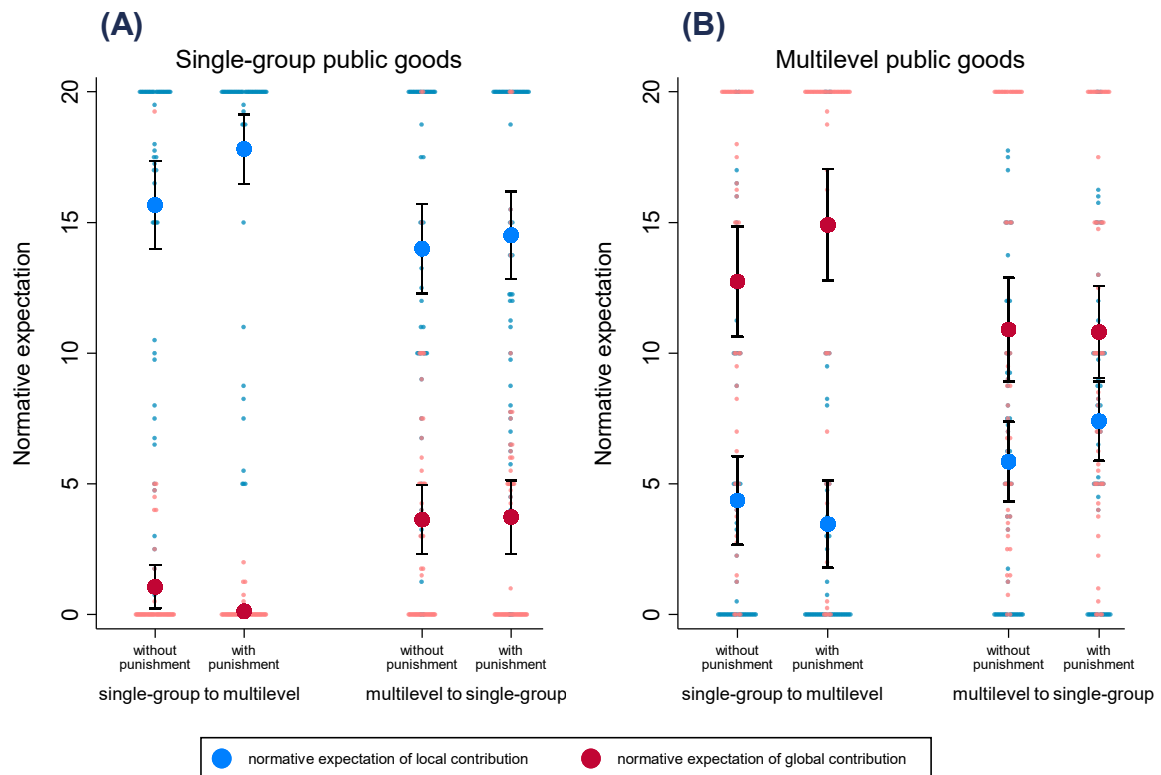 (A)
Single-group public goods
Normative expectation
20
15
10
5
0
without
punishment
with
punishment
without
punishment
with
punishment
single-group to multilevel
multilevel to single-group
(B)
Multilevel public goods
Normative expectation
20
15
10
5
0
without
punishment
with
punishment
without
punishment
with
punishment
single-group to multilevel
multilevel to single-group
normative expectation of local contribution
normative expectation of global contribution